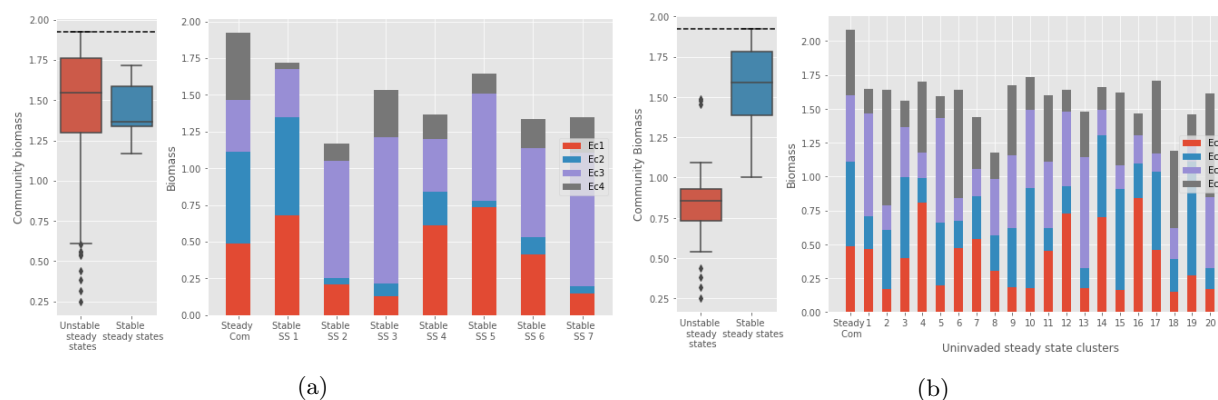 2.00
1.75
1.50
1.25
1.00
0.75
0.50
0.25
Community biomass
Unstable
steady
states
Stable
steady states
2.00
1.75
1.50
1.25
1.00
0.75
0.50
0.25
0.00
Biomass
Ec1
Ec2
Ec3
Ec4
Steady
Com
Stable
SS 1
Stable
SS 2
Stable
SS 3
Stable
SS 4
Stable
SS 5
Stable
SS 6
Stable
SS 7
(a)
2.00
1.75
1.50
1.25
1.00
0.75
0.50
0.25
Community Biomass
Unstable
steady
states
Stable
steady states
2.00
1.75
1.50
1.25
1.00
0.75
0.50
0.25
0.00
Biomass
Ec
Ec
Ec
Ec
Steady 1 2 3 4 5 6 7 8 9 10 11 12 13 14 15 16 17 18 19 20
Com
Uninvaded steady state clusters
(b)